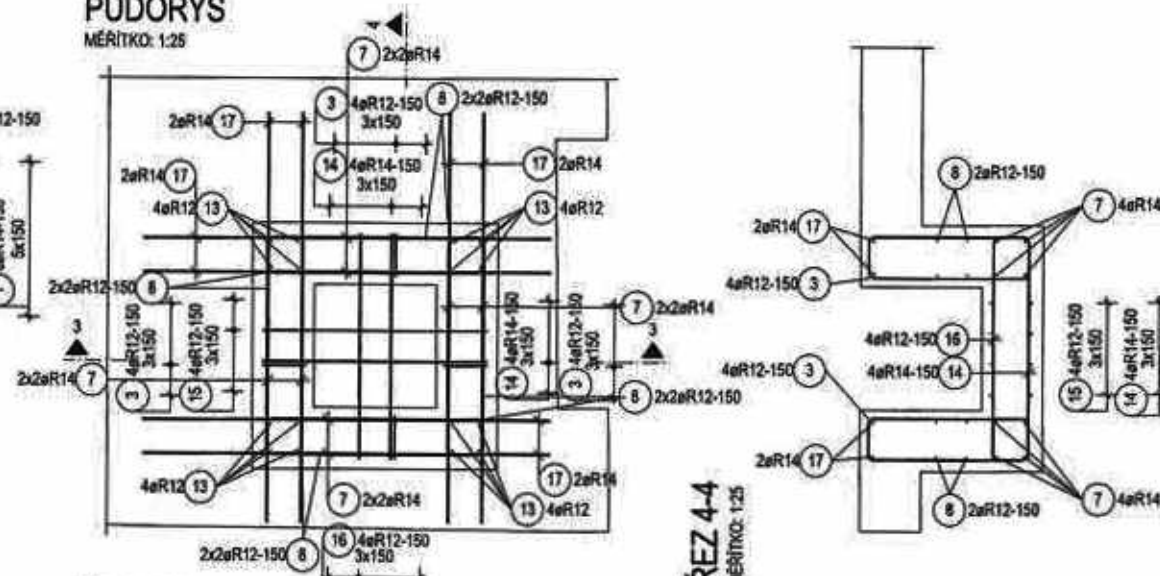 PŮDORYS
MĚŘÍTKO: 1:25
4
7 2x2øR14
12-150
3 4øR12-150
3x150
8 2x2øR12-150
2øR14 17
14 4øR14-150
3x150
17 2øR14
2øR14 17
4øR12 13
13 4øR12
5x150
2x2øR12-150 8
3
4øR12-150
3x150
3
4øR12-150
3x150
15
4øR14-150
3x150
14
4øR12-150
3x150
3
7 2x2øR14
3
2x2øR14 7
8 2x2øR12-150
4øR12 13
7 2x2øR14
17 2øR14
13 4øR12
16 4øR12-150
3x150
2x2øR12-150 8
ŘEZ 4-4
MĚŘÍTKO: 1:25
8 2øR12-150
7 4øR14
2øR14 17
4øR12-150 3
4øR12-150 16
4øR12-150 3
4øR14-150 14
15 4øR12-150
3x150
14 4øR14-150
3x150
2øR14 17
8 2øR12-150
7 4øR14